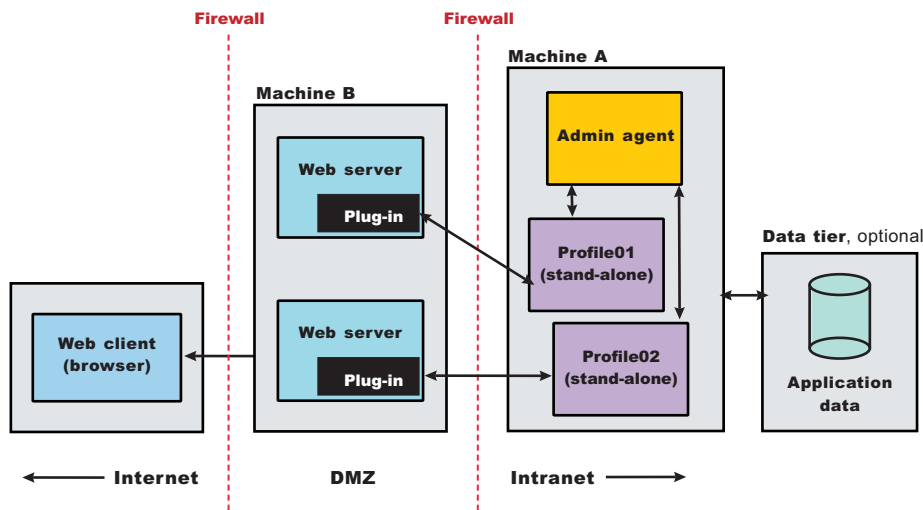 Firewall
Firewall
Machine A
Machine B
Admin agent
Web server
Plug-in
Profile01
(stand-alone)
Data tier, optional
Web server
Plug-in
Profile02
(stand-alone)
Web client
(browser)
Application
data
Internet
DMZ
Intranet